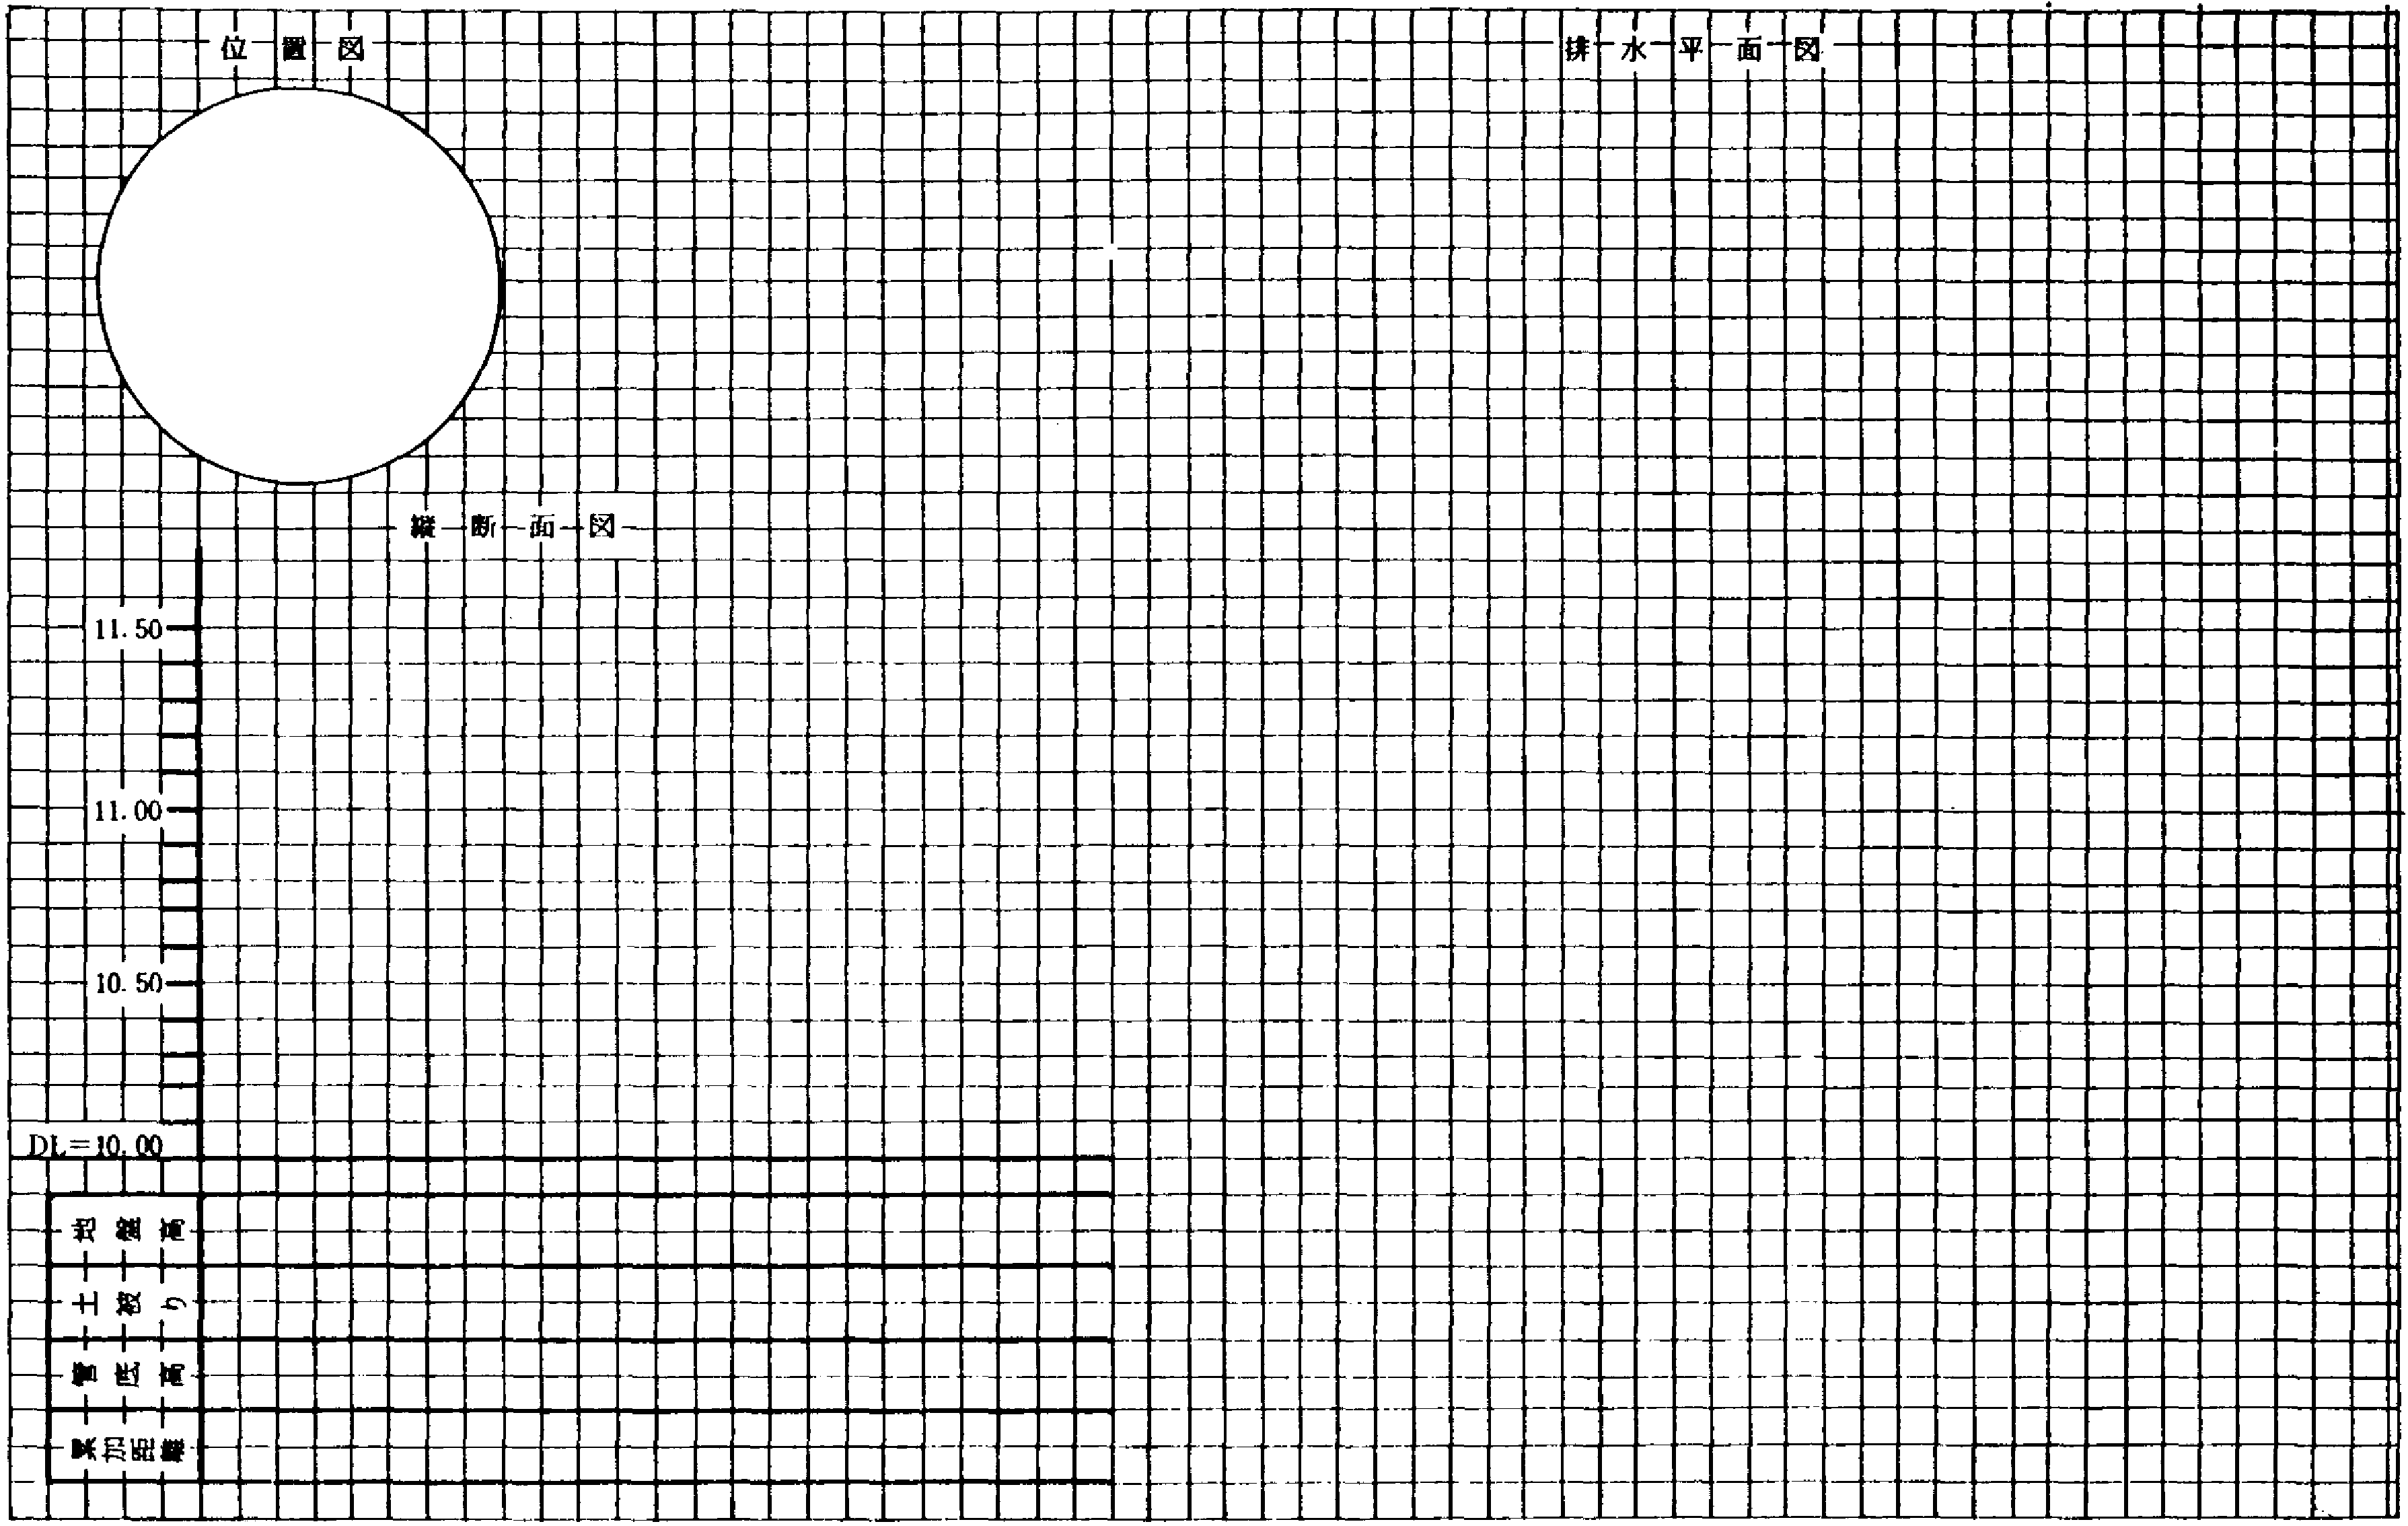 位置図
排水平面図
縦断面図
11.50
11.00
10.50
DL=10.00
地盤高
土被り
管底高
累加距離